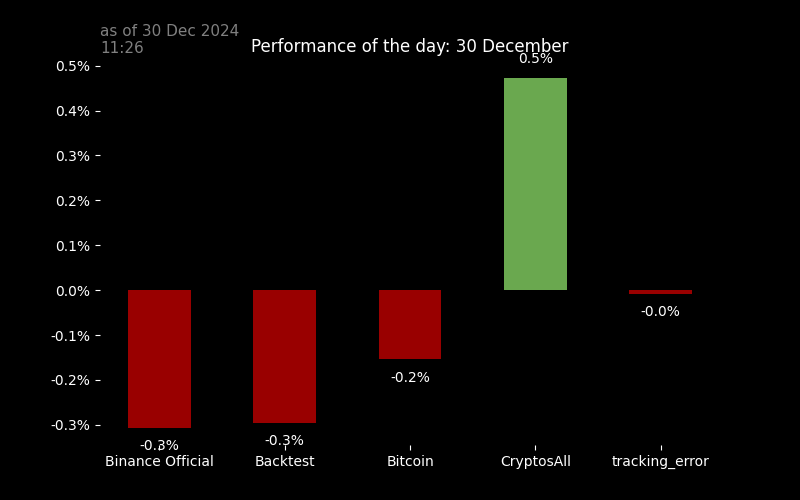 as of 30 Dec 2024
11:26
Performance of the day: 30 December
0.5%
0.5%
0.4%
0.3%
0.2%
0.1%
0.0%
-0.0%
-0.1%
-0.2%
-0.2%
-0.3%
-0.3%
-0.3%
Binance Official
Backtest
Bitcoin
CryptosAll
tracking_error